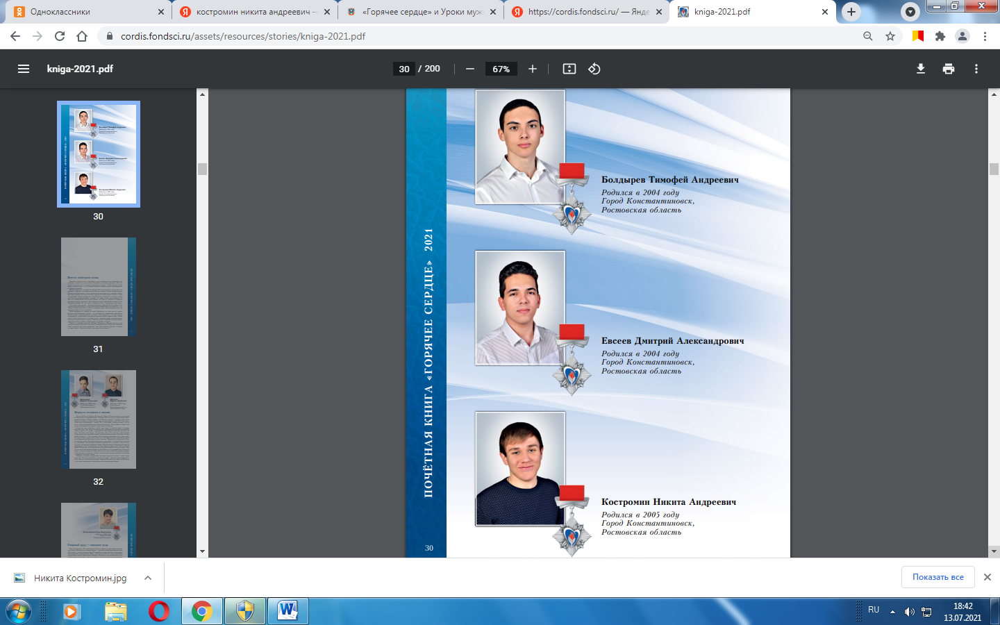 Одноклассники
костромин никита андреевич —
«Горячее сердце» и Уроки муж
https://cordis.fondsci.ru/ — Янде
kniga-2021.pdf
cordis.fondsci.ru/assets/resources/stories/kniga-2021.pdf
kniga-2021.pdf
30 / 200
67%
30
31
32
ПОЧЁТНАЯ КНИГА «ГОРЯЧЕЕ СЕРДЦЕ» 2021
Болдырев Тимофей Андреевич
Родился в 2004 году
Город Константиновск,
Ростовская область
Евсеев Дмитрий Александрович
Родился в 2004 году
Город Константиновск,
Ростовская область
Костромин Никита Андреевич
Родился в 2005 году
Город Константиновск,
Ростовская область
30
Никита Костромин.jpg
Показать все
RU
18:42
13.07.2021